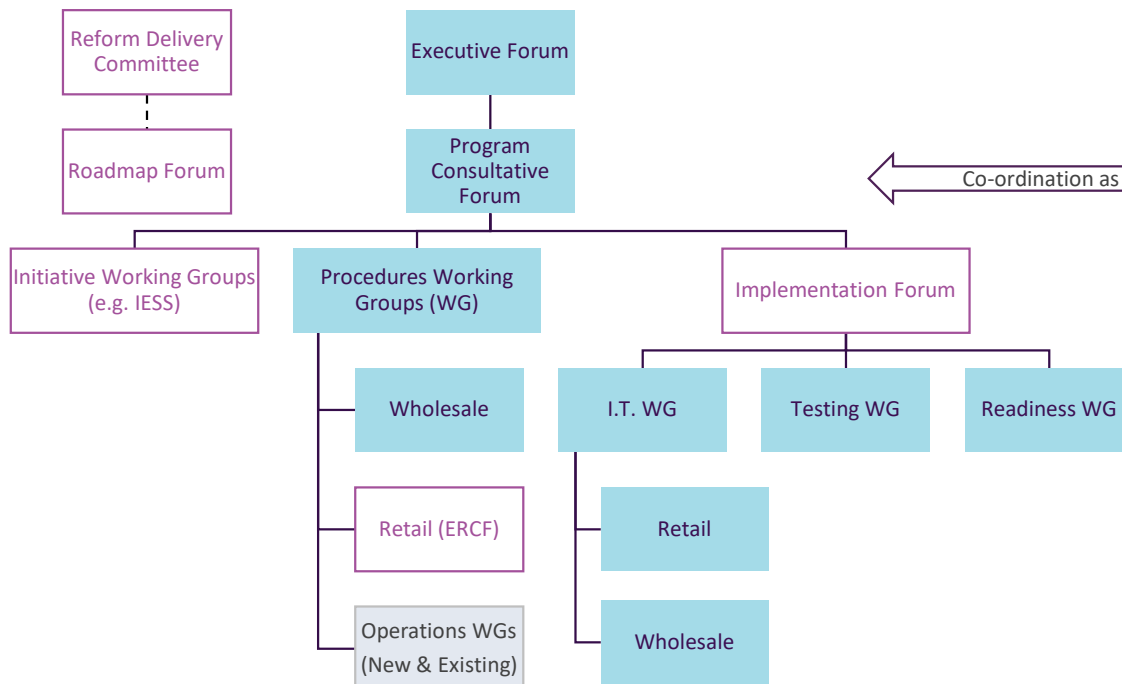 Reform Delivery
Committee
Executive Forum
Roadmap Forum
Program
Consultative
Forum
Co-ordination as
Initiative Working Groups
(e.g. IESS)
Procedures Working
Groups (WG)
Implementation Forum
Wholesale
I.T. WG
Testing WG
Readiness WG
Retail (ERCF)
Retail
Operations WGs
(New & Existing)
Wholesale